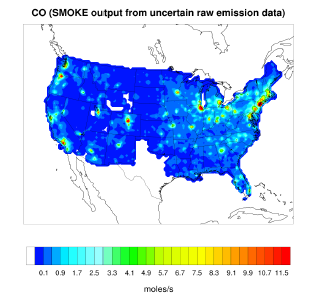 CO (SMOKE output from uncertain raw emission data)
0.1 0.9 1.7 2.5 3.3 4.1 4.9 5.7 6.7 7.5 8.3 9.1 9.9 10.7 11.5
moles/s